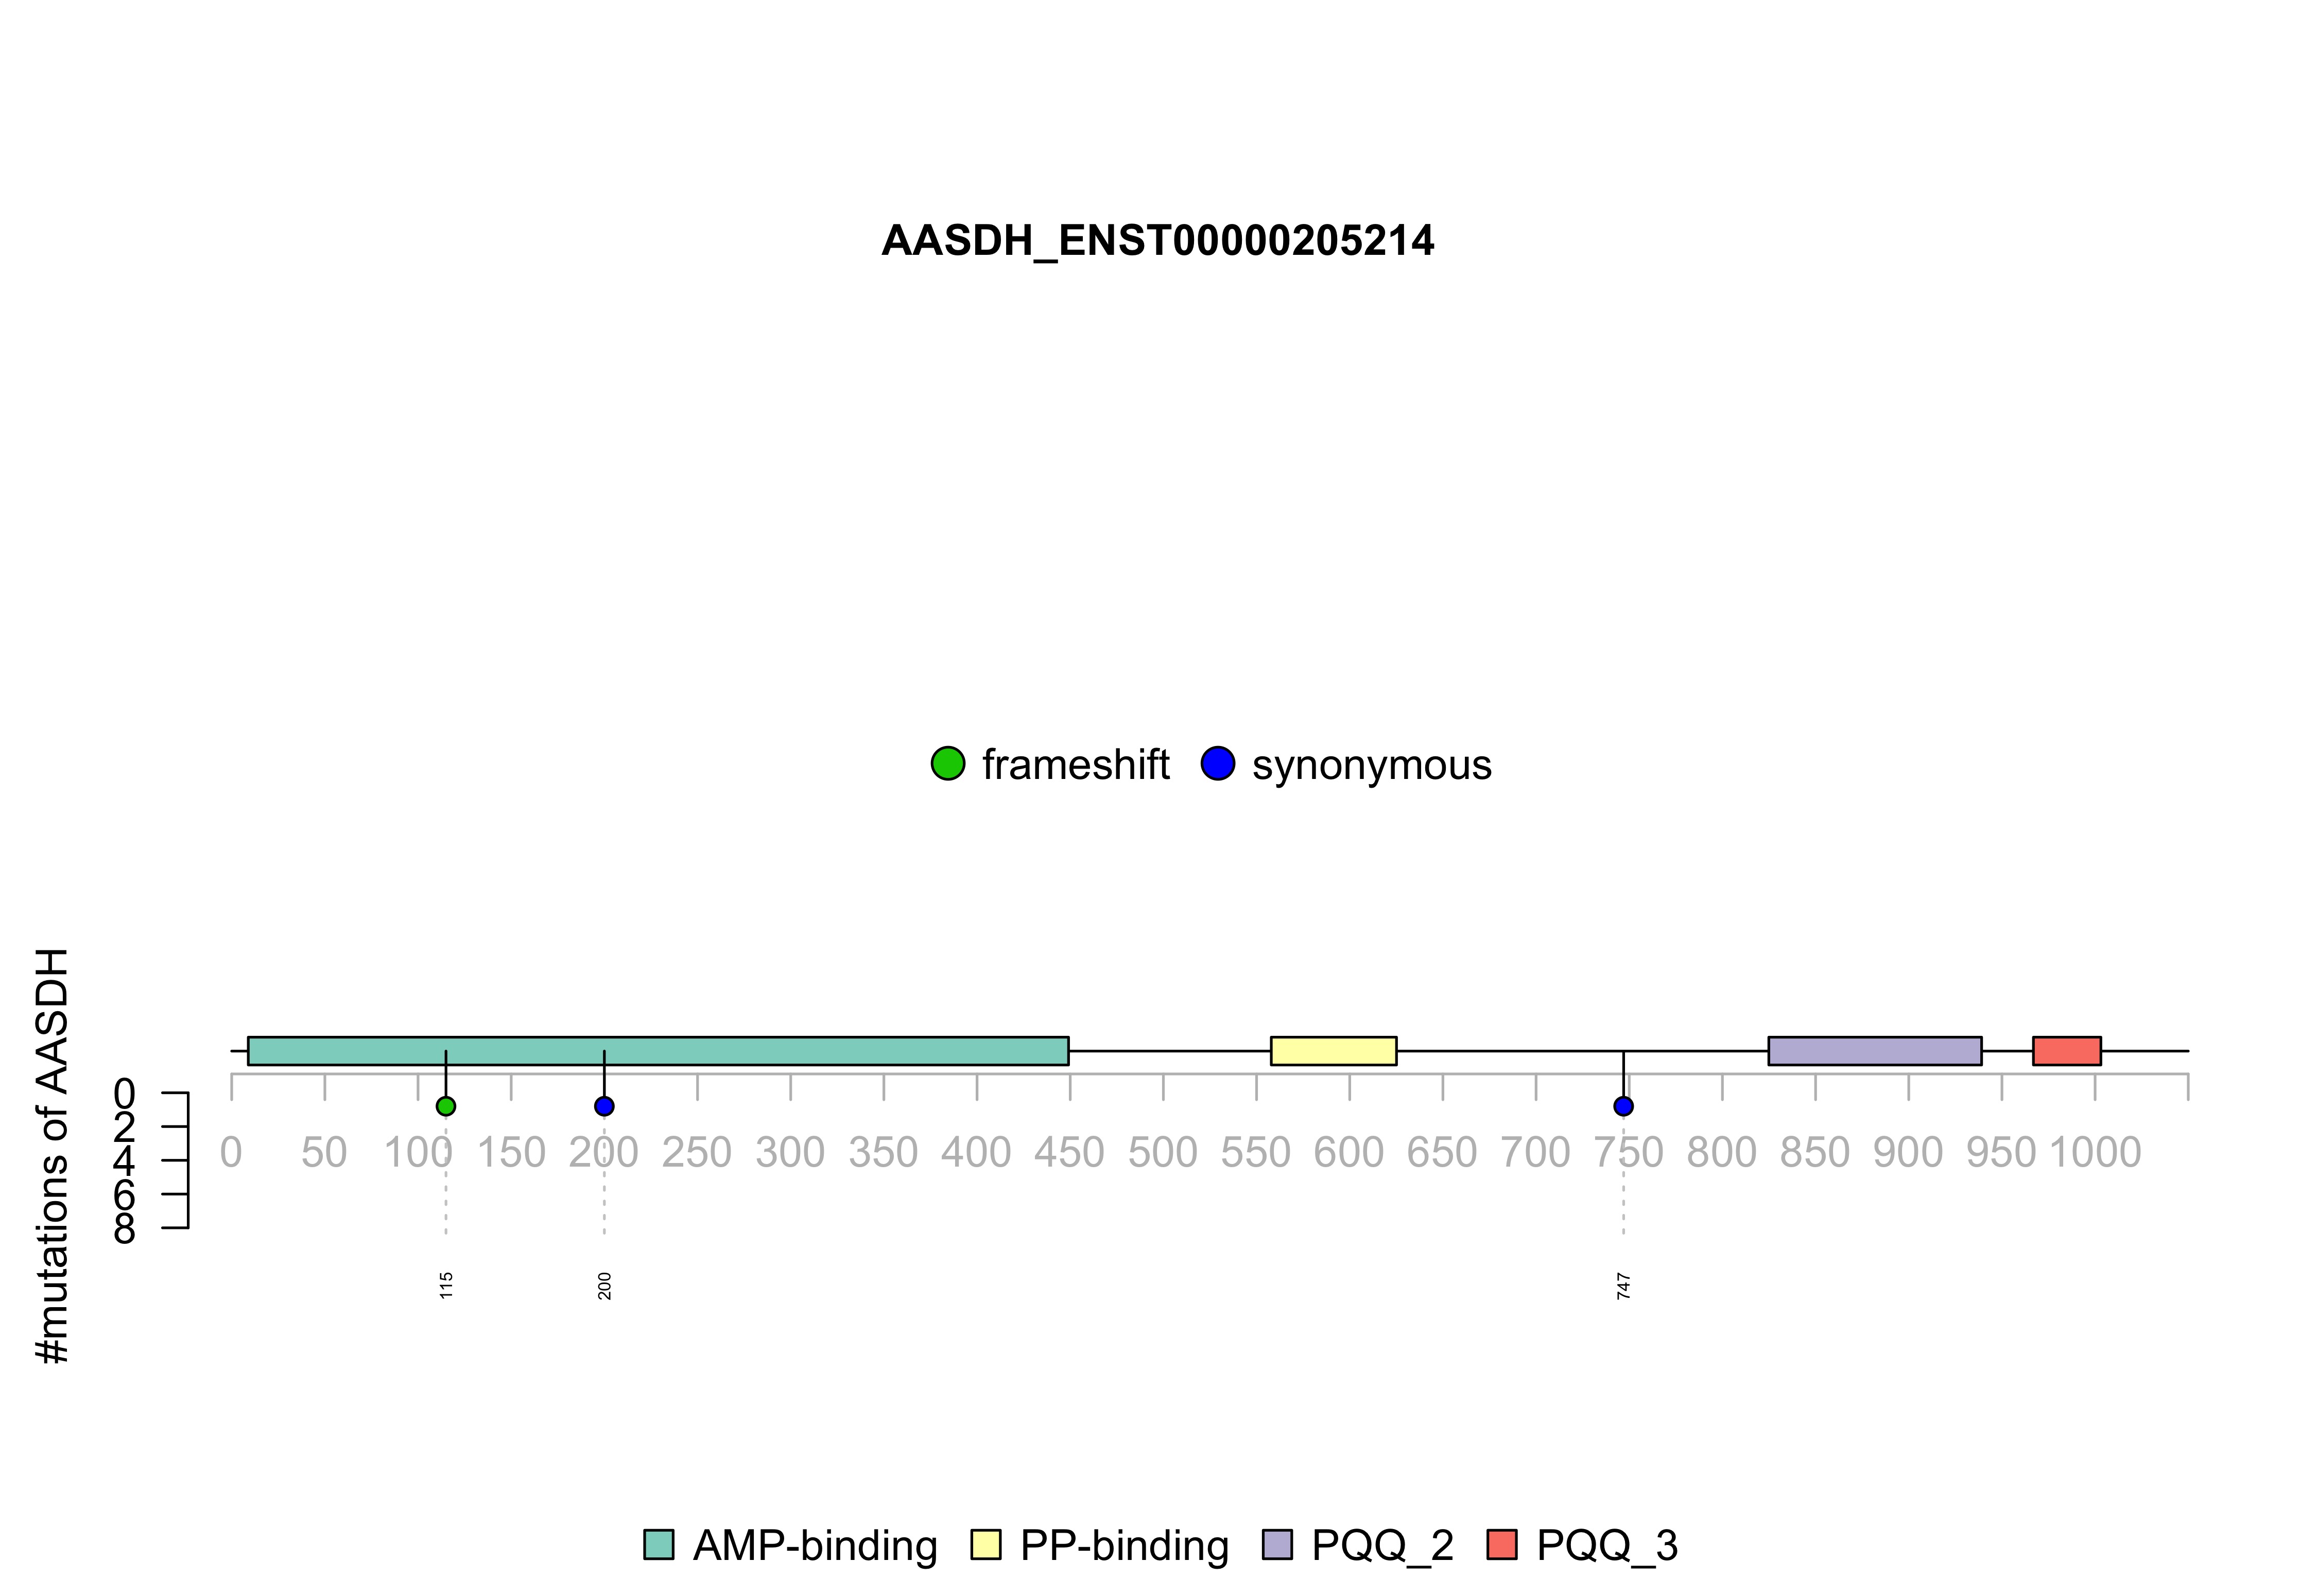 AASDH_ENST00000205214
frameshift synonymous
#mutations of AASDH
0 2 4 6 8
0 50 100 150 200 250 300 350 400 450 500 550 600 650 700 750 800 850 900 950 1000
115 200 747
AMP-binding PP-binding PQQ_2 PQQ_3